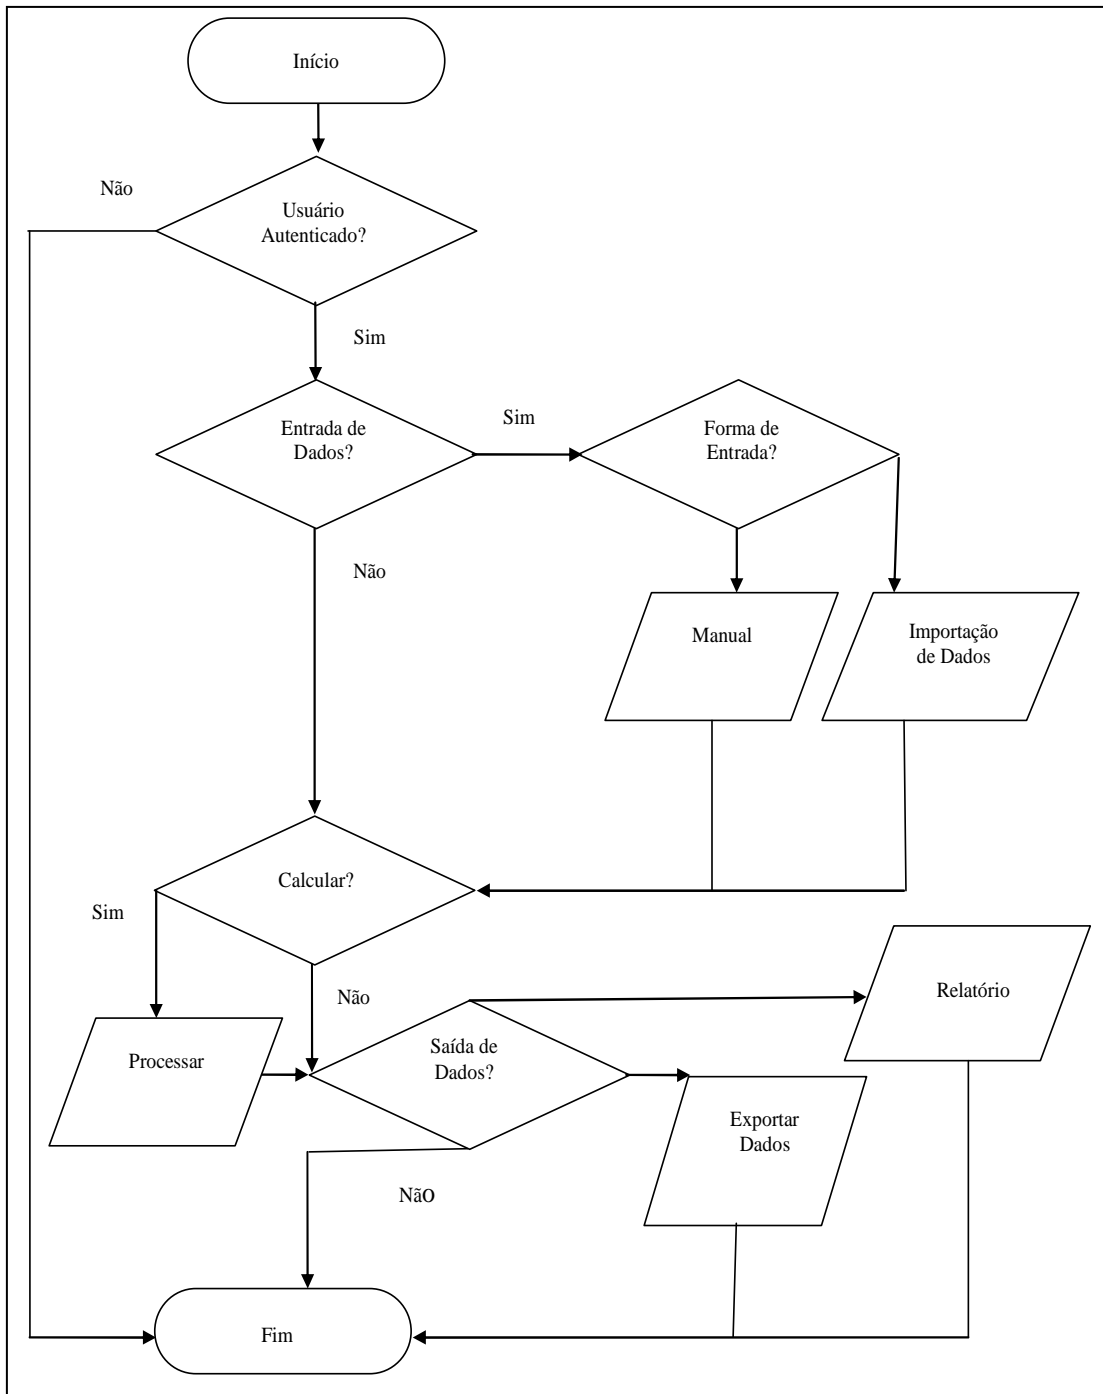 Início
Não
Usuário
Autenticado?
Sim
Entrada de
Dados?
Sim
Forma de
Entrada?
Não
Manual
Importação
de Dados
Calcular?
Sim
Não
Relatório
Processar
Saída de
Dados?
Exportar
Dados
NãO
Fim